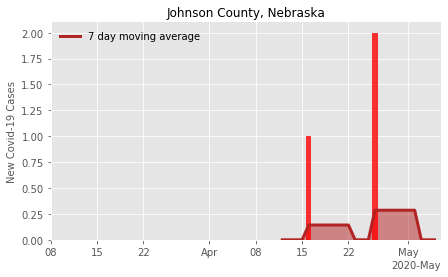 Johnson County, Nebraska
7 day moving average
New Covid-19 Cases
2.00
1.75
1.50
1.25
1.00
0.75
0.50
0.25
0.00
08 15 22 Apr 08 15 22 May
2020-May